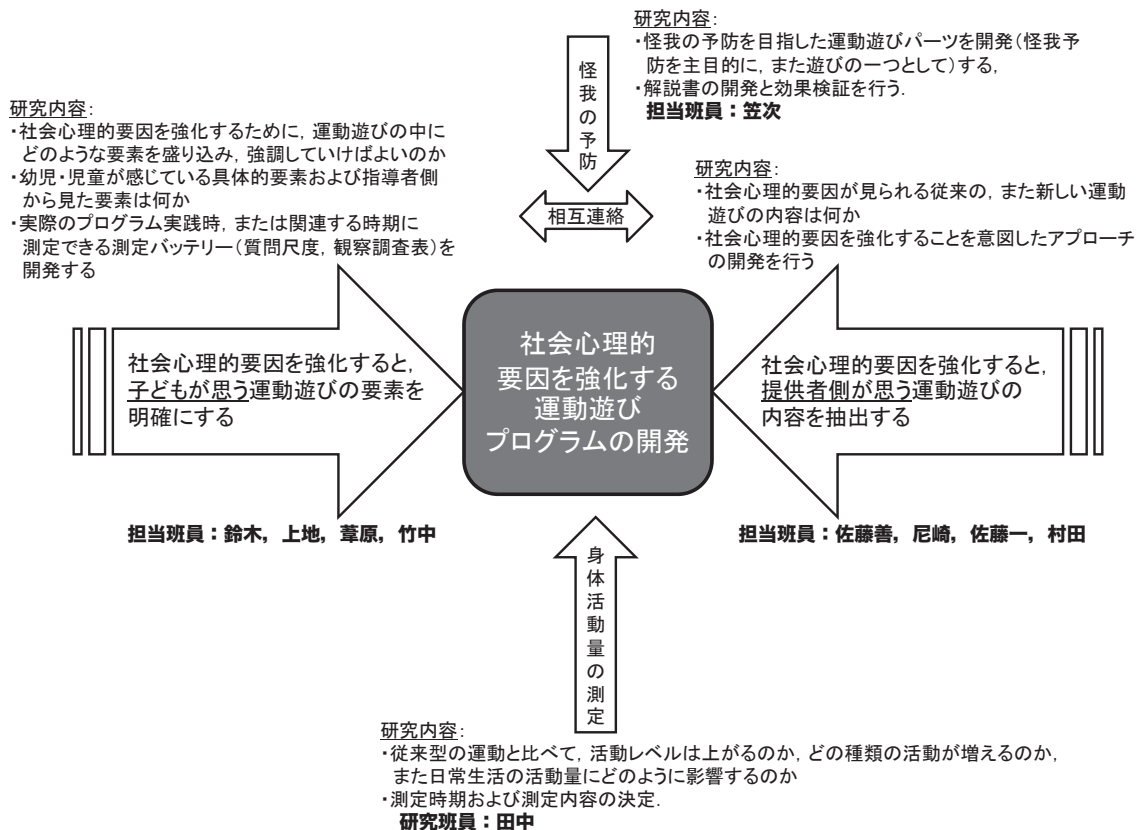 研究内容：
・怪我の予防を目指した運動遊びパーツを開発（怪我予
防を主目的に，また遊びの一つとして）する，
・解説書の開発と効果検証を行う．
担当班員：笠次
怪我の予防
研究内容：
・社会心理的要因を強化するために，運動遊びの中に
どのような要素を盛り込み，強調していけばよいのか
・幼児・児童が感じている具体的要素および指導者側
から見た要素は何か
・実際のプログラム実践時，または関連する時期に
測定できる測定バッテリー（質問尺度，観察調査表）を
開発する
相互連絡
研究内容：
・社会心理的要因が見られる従来の，また新しい運動
遊びの内容は何か
・社会心理的要因を強化することを意図したアプローチ
の開発を行う
社会心理的要因を強化すると，
子どもが思う運動遊びの要素を
明確にする
社会心理的
要因を強化する
運動遊び
プログラムの開発
社会心理的要因を強化すると，
提供者側が思う運動遊びの
内容を抽出する
担当班員：鈴木，上地，葦原，竹中
担当班員：佐藤善，尼崎，佐藤一，村田
身体活動量の測定
研究内容：
・従来型の運動と比べて，活動レベルは上がるのか，どの種類の活動が増えるのか，
また日常生活の活動量にどのように影響するのか
・測定時期および測定内容の決定．
研究班員：田中